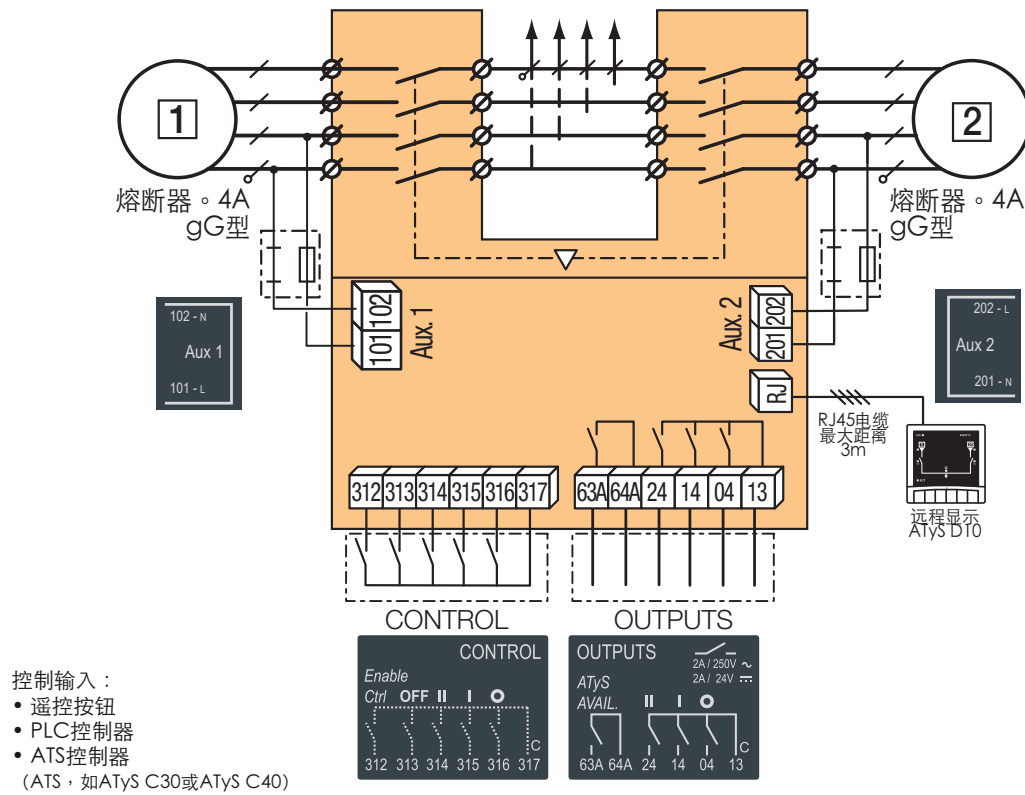 1
2
熔断器。4A
gG型
熔断器。4A
gG型
102
101
Aux. 1
Aux. 2
202
201
102 - N
Aux 1
101 - L
202 - L
Aux 2
201 - N
RJ
RJ45电缆
最大距离
3m
远程显示
ATyS D10
312 313 314 315 316 317
63A 64A 24 14 04 13
CONTROL
OUTPUTS
CONTROL
Enable
Ctrl OFF II I O
C
312 313 314 315 316 317
OUTPUTS
2A / 250V ~
2A / 24V ⎓
ATyS
AVAIL. II I O
C
63A 64A 24 14 04 13
控制输入：
• 遥控按钮
• PLC控制器
• ATS控制器
（ATS，如ATyS C30或ATyS C40）